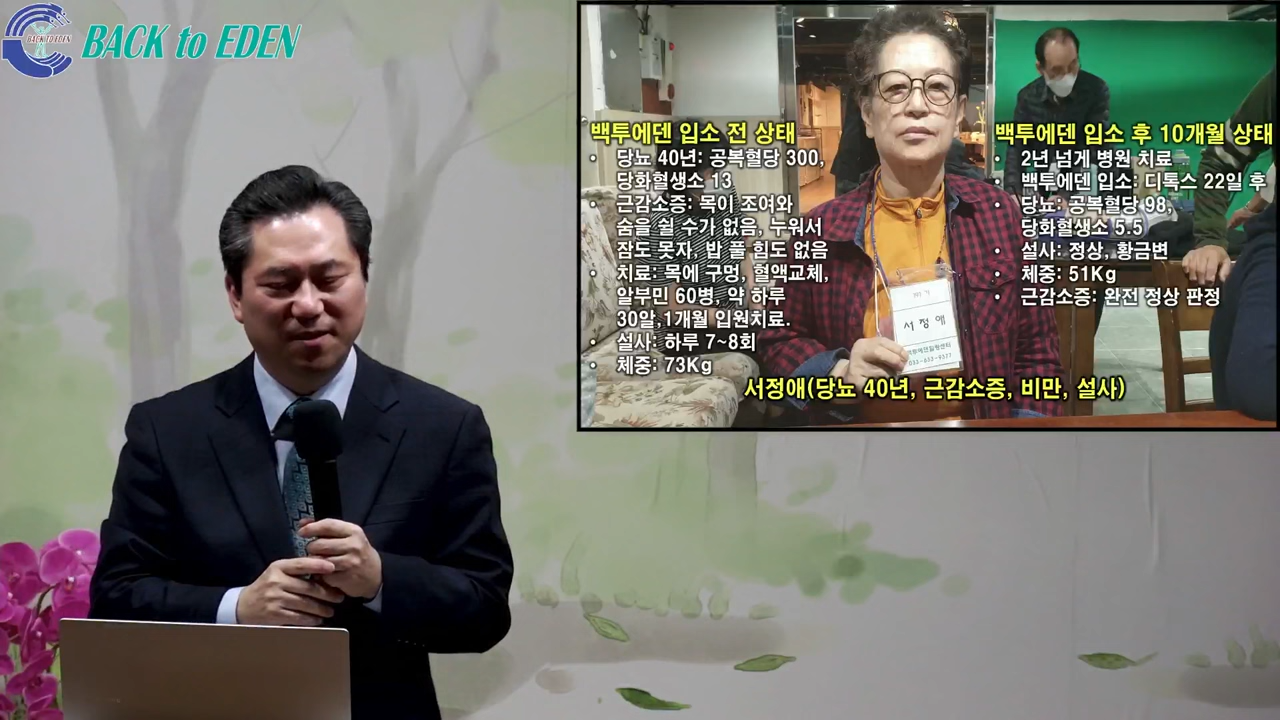 BACK to EDEN
BACK TO EDEN
백투에덴 입소 전 상태
• 당뇨 40년: 공복혈당 300,
당화혈생소 13
• 근감소증: 목이 조여와
숨을 쉴 수가 없음, 누워서
잠도 못자, 밥 풀 힘도 없음
• 치료: 목에 구멍, 혈액교체,
알부민 60병, 약 하루
30알,1개월 입원치료.
• 설사: 하루 7~8회
• 체중: 73Kg
백투에덴 입소 후 10개월 상태
• 2년 넘게 병원 치료
• 백투에덴 입소: 디톡스 22일 후
• 당뇨: 공복혈당 98,
당화혈생소 5.5
• 설사: 정상, 황금변
• 체중: 51Kg
• 근감소증: 완전 정상 판정
서정애
서정애(당뇨 40년, 근감소증, 비만, 설사)